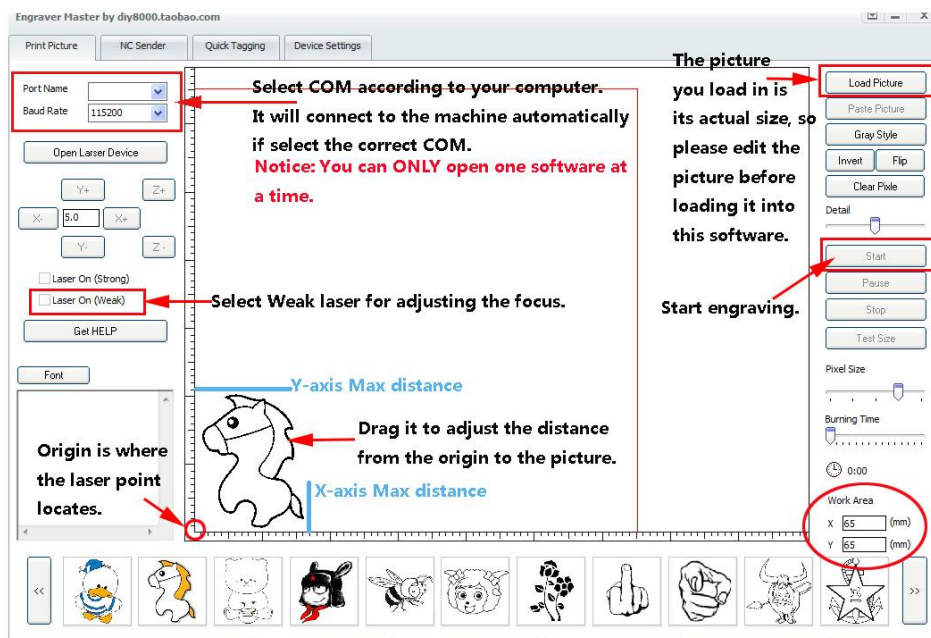 Engraver Master by diy8000.taobao.com
Print Picture
NC Sender
Quick Tagging
Device Settings
Port Name
Baud Rate
115200
Open Larser Device
Y+
Z+
X-
5.0
X+
Y-
Z-
Laser On (Strong)
Laser On (Weak)
Get HELP
Font
Origin is where
the laser point
locates.
Select COM according to your computer.
It will connect to the machine automatically
if select the correct COM.
Notice: You can ONLY open one software at
a time.
Select Weak laser for adjusting the focus.
Y-axis Max distance
Drag it to adjust the distance
from the origin to the picture.
X-axis Max distance
The picture
you load in is
its actual size, so
please edit the
picture before
loading it into
this software.
Start engraving.
Load Picture
Paste Picture
Gray Style
Invert
Flip
Clear Pixle
Detail
Start
Pause
Stop
Test Size
Pixel Size
Burning Time
0:00
Work Area
X 65 (mm)
Y 65 (mm)
<<
>>